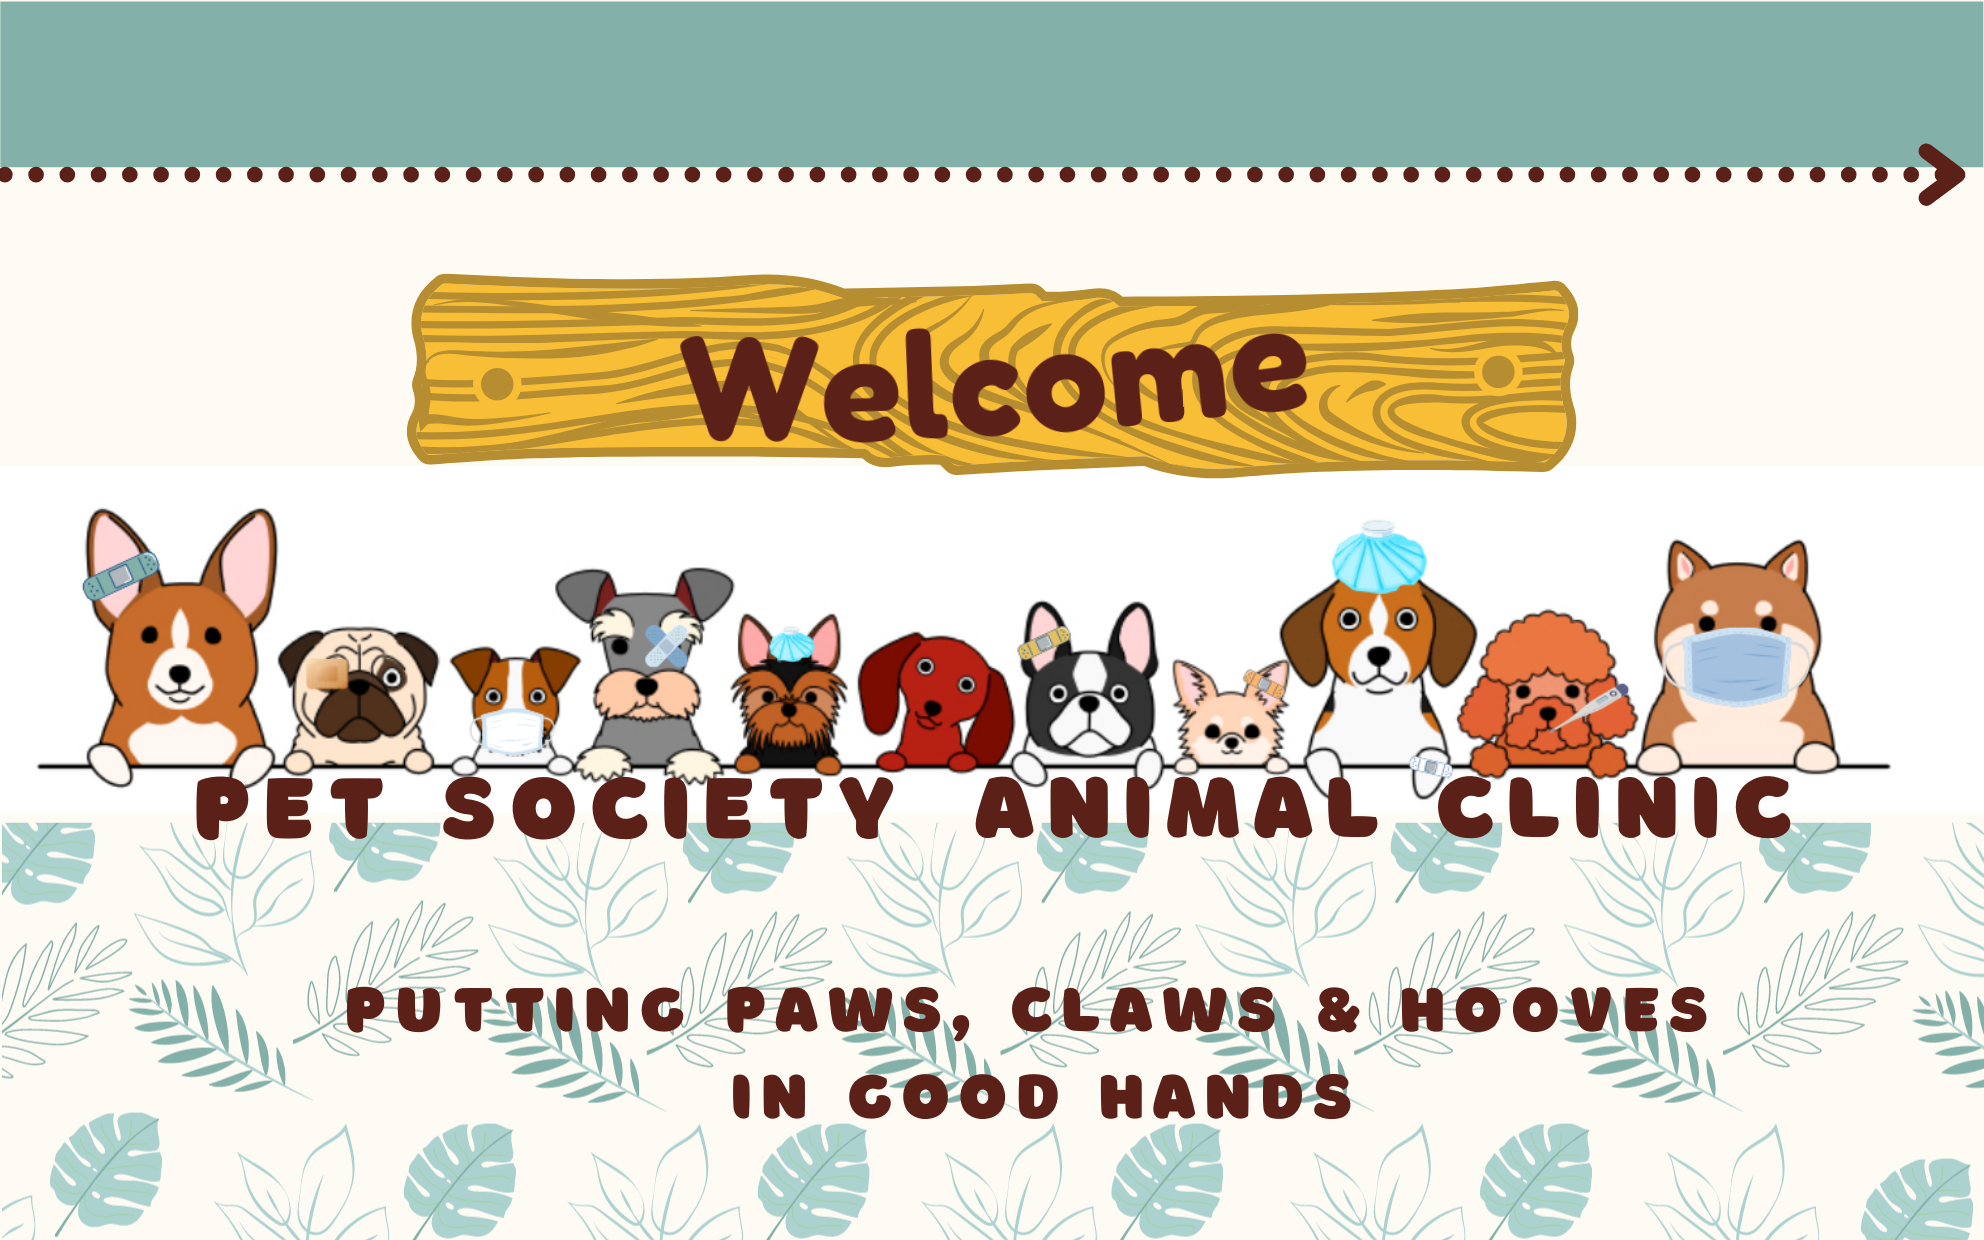 Welcome
PET SOCIETY ANIMAL CLINIC
PUTTING PAWS, CLAWS & HOOVES
IN GOOD HANDS